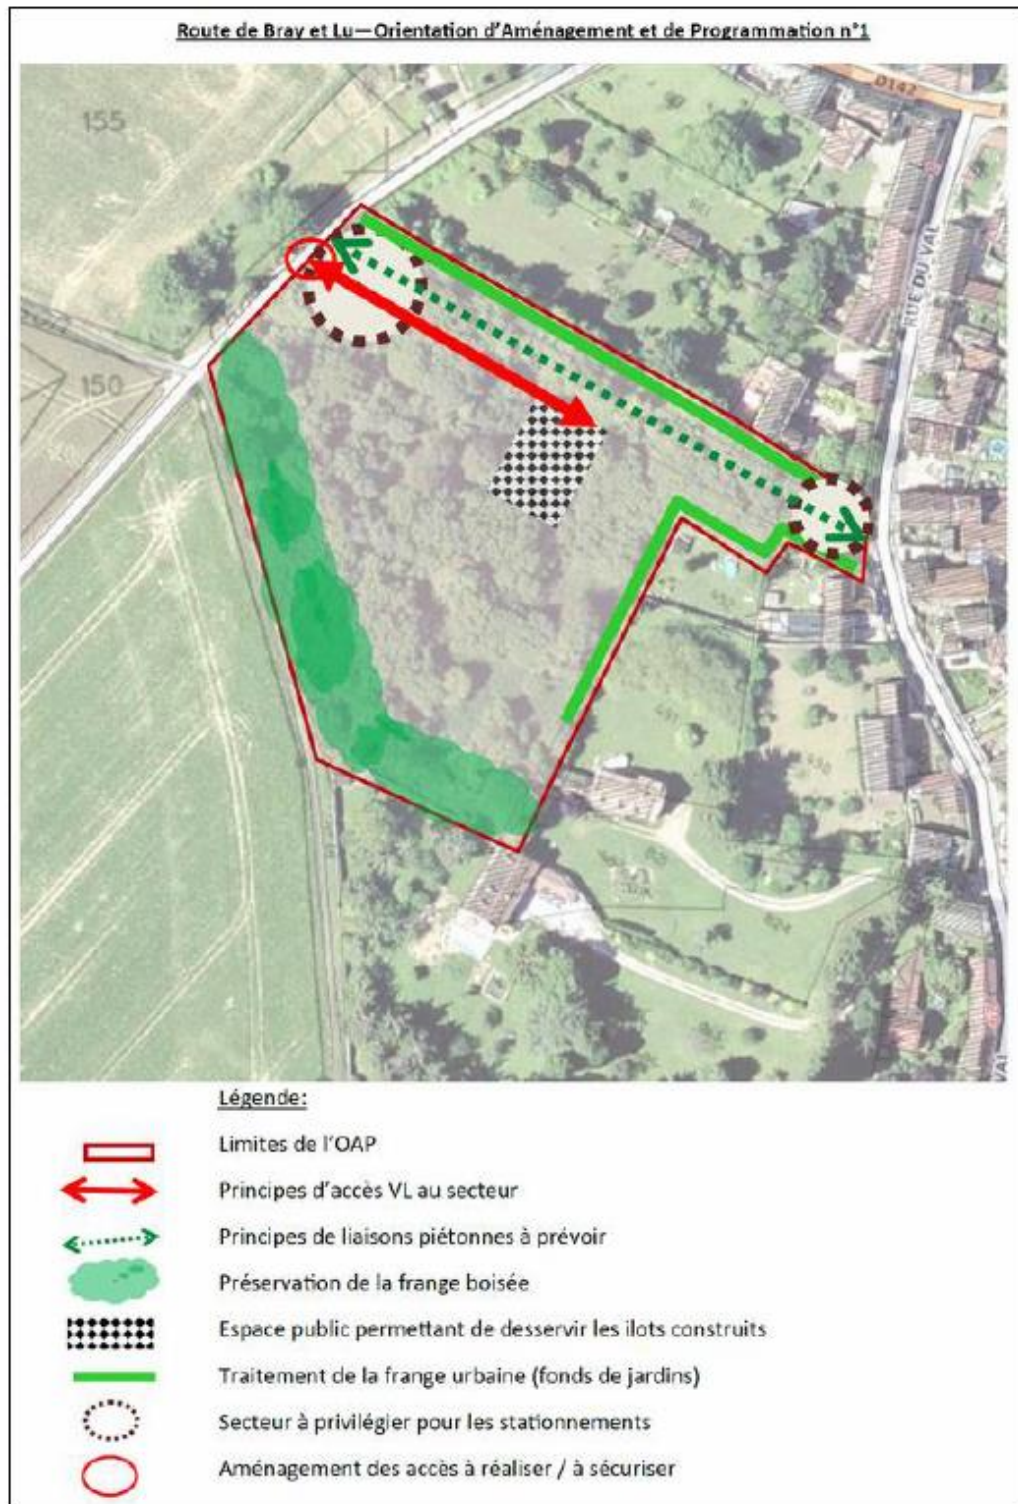 Route de Bray et Lu—Orientation d'Aménagement et de Programmation n°1
155
D142
RUE DU VAL
150
491
624
VAL
Légende:
Limites de l'OAP
Principes d'accès VL au secteur
Principes de liaisons piétonnes à prévoir
Préservation de la frange boisée
Espace public permettant de desservir les ilots construits
Traitement de la frange urbaine (fonds de jardins)
Secteur à privilégier pour les stationnements
Aménagement des accès à réaliser / à sécuriser